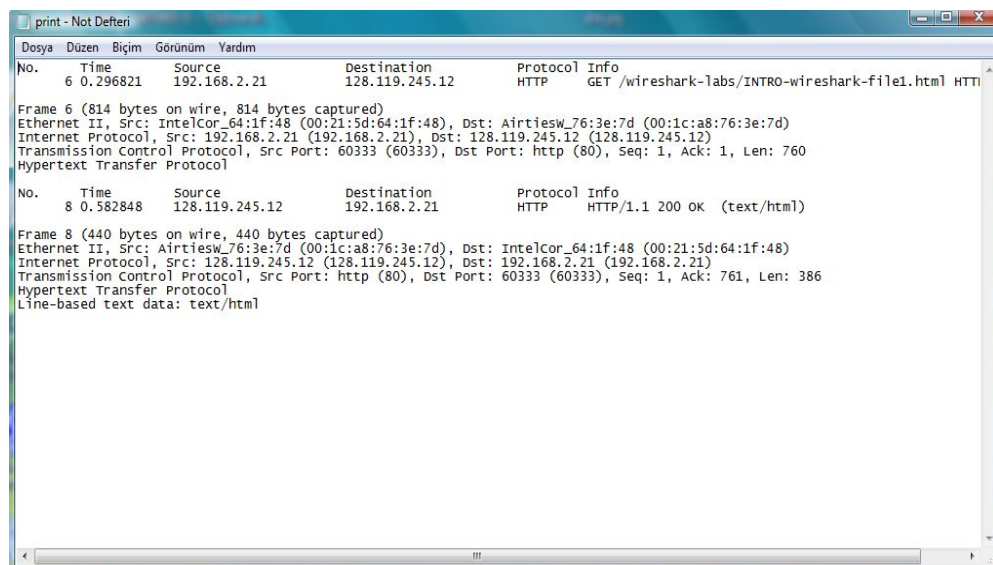 print - Not Defteri
Dosya Düzen Biçim Görünüm Yardım
No. Time Source Destination Protocol Info
6 0.296821 192.168.2.21 128.119.245.12 HTTP GET /wireshark-labs/INTRO-wireshark-file1.html HTT
Frame 6 (814 bytes on wire, 814 bytes captured)
Ethernet II, Src: IntelCor_64:1f:48 (00:21:5d:64:1f:48), Dst: AirtiesW_76:3e:7d (00:1c:a8:76:3e:7d)
Internet Protocol, Src: 192.168.2.21 (192.168.2.21), Dst: 128.119.245.12 (128.119.245.12)
Transmission Control Protocol, Src Port: 60333 (60333), Dst Port: http (80), Seq: 1, Ack: 1, Len: 760
Hypertext Transfer Protocol
No. Time Source Destination Protocol Info
8 0.582848 128.119.245.12 192.168.2.21 HTTP HTTP/1.1 200 OK (text/html)
Frame 8 (440 bytes on wire, 440 bytes captured)
Ethernet II, Src: AirtiesW_76:3e:7d (00:1c:a8:76:3e:7d), Dst: IntelCor_64:1f:48 (00:21:5d:64:1f:48)
Internet Protocol, Src: 128.119.245.12 (128.119.245.12), Dst: 192.168.2.21 (192.168.2.21)
Transmission Control Protocol, Src Port: http (80), Dst Port: 60333 (60333), Seq: 1, Ack: 761, Len: 386
Hypertext Transfer Protocol
Line-based text data: text/html